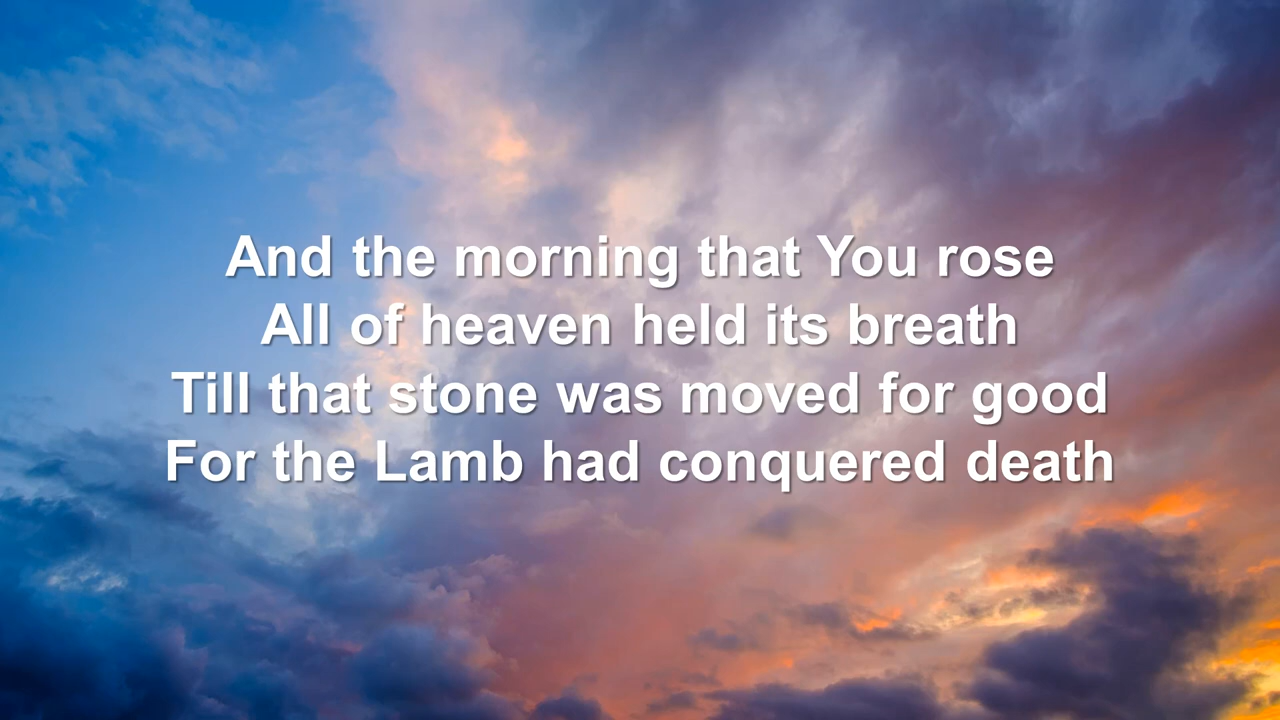 And the morning that You rose
All of heaven held its breath
Till that stone was moved for good
For the Lamb had conquered death